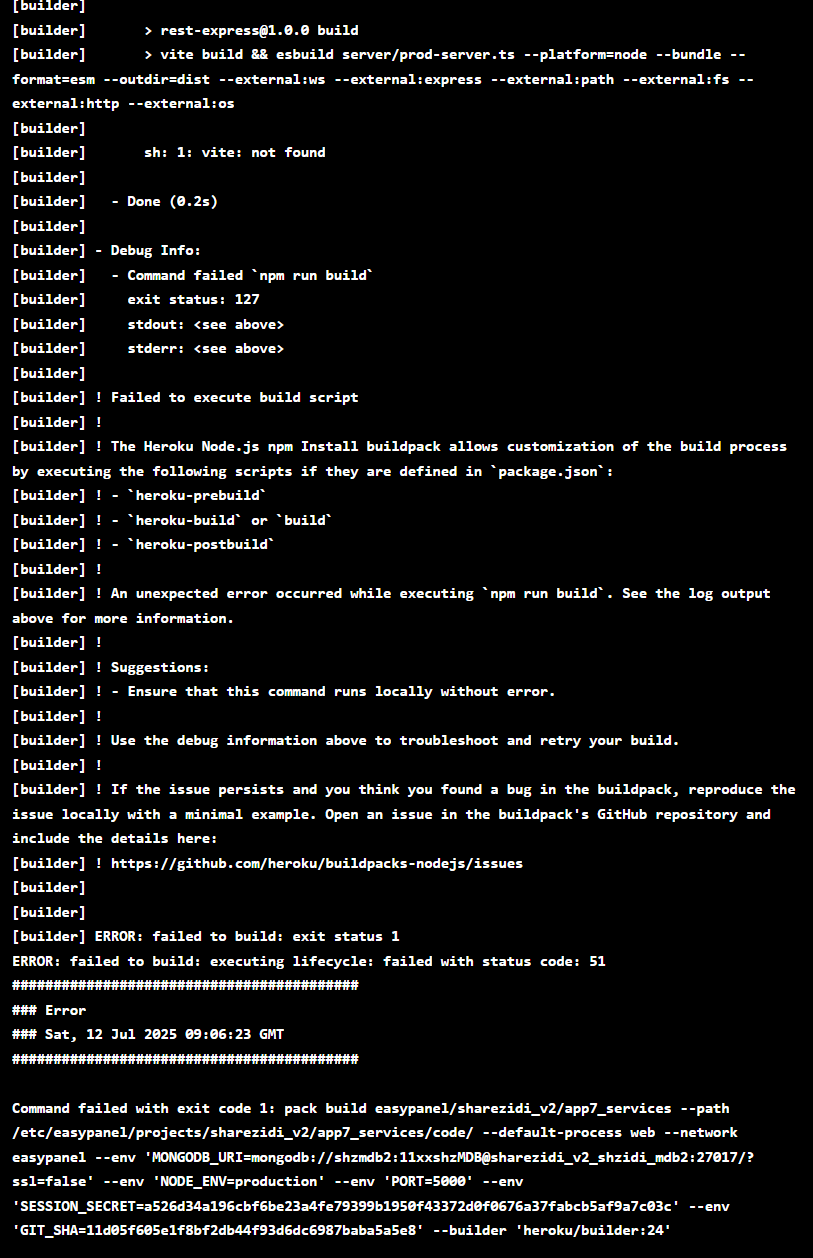 [builder]
[builder]       > rest-express@1.0.0 build
[builder]       > vite build && esbuild server/prod-server.ts --platform=node --bundle --
format=esm --outdir=dist --external:ws --external:express --external:path --external:fs --
external:http --external:os
[builder]
[builder]       sh: 1: vite: not found
[builder]
[builder]   - Done (0.2s)
[builder]
[builder] - Debug Info:
[builder]   - Command failed `npm run build`
[builder]     exit status: 127
[builder]     stdout: <see above>
[builder]     stderr: <see above>
[builder]
[builder] ! Failed to execute build script
[builder] !
[builder] ! The Heroku Node.js npm Install buildpack allows customization of the build process
by executing the following scripts if they are defined in `package.json`:
[builder] ! - `heroku-prebuild`
[builder] ! - `heroku-build` or `build`
[builder] ! - `heroku-postbuild`
[builder] !
[builder] ! An unexpected error occurred while executing `npm run build`. See the log output
above for more information.
[builder] !
[builder] ! Suggestions:
[builder] ! - Ensure that this command runs locally without error.
[builder] !
[builder] ! Use the debug information above to troubleshoot and retry your build.
[builder] !
[builder] ! If the issue persists and you think you found a bug in the buildpack, reproduce the
issue locally with a minimal example. Open an issue in the buildpack's GitHub repository and
include the details here:
[builder] ! https://github.com/heroku/buildpacks-nodejs/issues
[builder]
[builder]
[builder] ERROR: failed to build: exit status 1
ERROR: failed to build: executing lifecycle: failed with status code: 51
##########################################
### Error
### Sat, 12 Jul 2025 09:06:23 GMT
##########################################

Command failed with exit code 1: pack build easypanel/sharezidi_v2/app7_services --path
/etc/easypanel/projects/sharezidi_v2/app7_services/code/ --default-process web --network
easypanel --env 'MONGODB_URI=mongodb://shzmdb2:11xxshzMDB@sharezidi_v2_shzidi_mdb2:27017/?
ssl=false' --env 'NODE_ENV=production' --env 'PORT=5000' --env
'SESSION_SECRET=a526d34a196cbf6be23a4fe79399b1950f43372d0f0676a37fabcb5af9a7c03c' --env
'GIT_SHA=11d05f605e1f8bf2db44f93d6dc6987baba5a5e8' --builder 'heroku/builder:24'